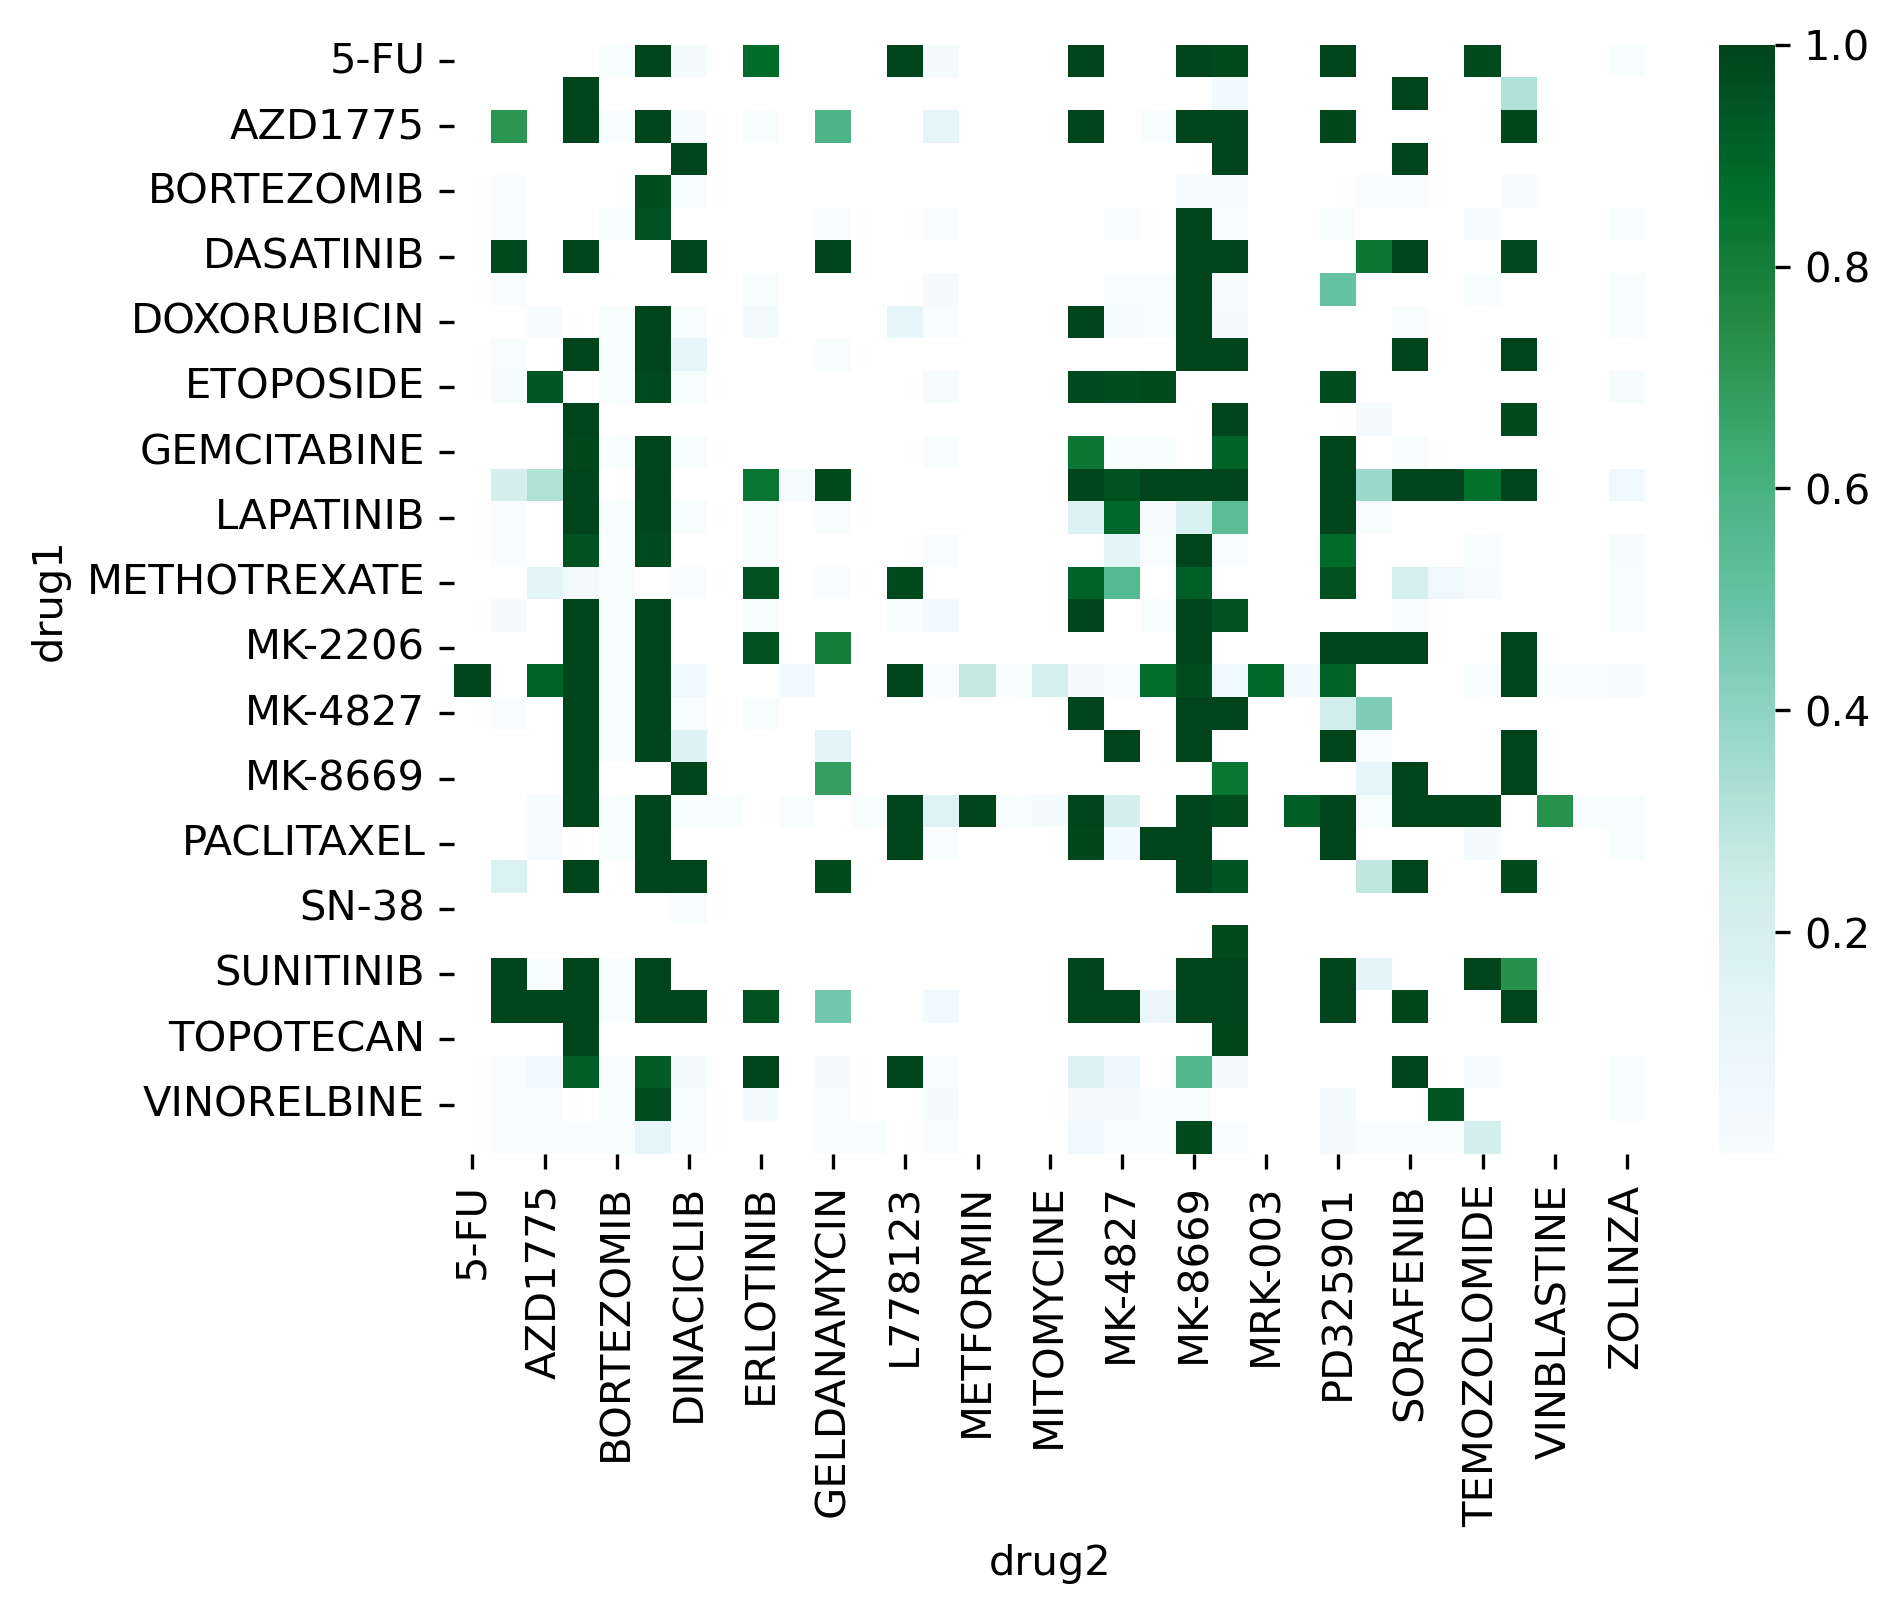 5-FU
AZD1775
BORTEZOMIB
DASATINIB
DOXORUBICIN
ETOPOSIDE
GEMCITABINE
LAPATINIB
METHOTREXATE
MK-2206
MK-4827
MK-8669
PACLITAXEL
SN-38
SUNITINIB
TOPOTECAN
VINORELBINE
drug1
5-FU
AZD1775
BORTEZOMIB
DINACICLIB
ERLOTINIB
GELDANAMYCIN
L778123
METFORMIN
MITOMYCINE
MK-4827
MK-8669
MRK-003
PD325901
SORAFENIB
TEMOZOLOMIDE
VINBLASTINE
ZOLINZA
drug2
1.0
0.8
0.6
0.4
0.2